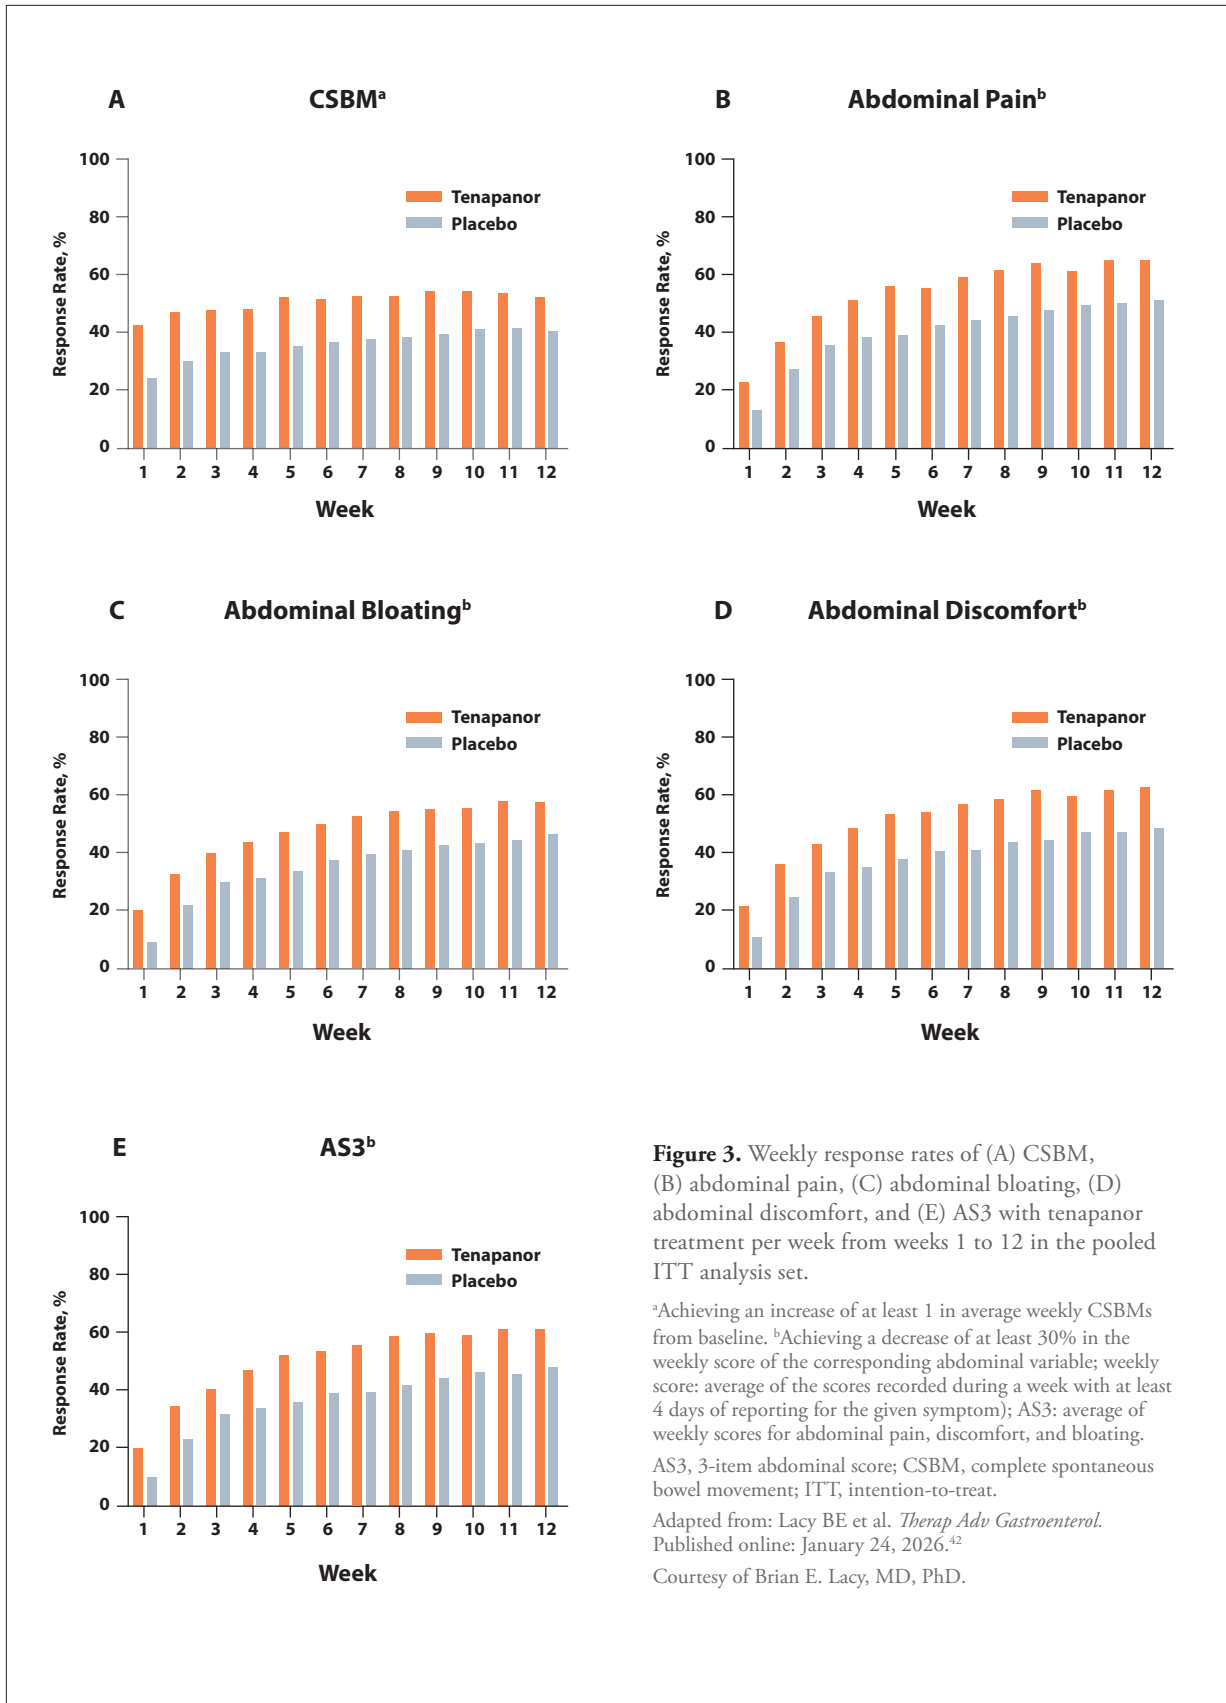 A CSBMᵃ
100
80
60
40
20
0
Response Rate, %
Tenapanor
Placebo
1 2 3 4 5 6 7 8 9 10 11 12
Week
B Abdominal Painᵇ
100
80
60
40
20
0
Response Rate, %
Tenapanor
Placebo
1 2 3 4 5 6 7 8 9 10 11 12
Week
C Abdominal Bloatingᵇ
100
80
60
40
20
0
Response Rate, %
Tenapanor
Placebo
1 2 3 4 5 6 7 8 9 10 11 12
Week
D Abdominal Discomfortᵇ
100
80
60
40
20
0
Response Rate, %
Tenapanor
Placebo
1 2 3 4 5 6 7 8 9 10 11 12
Week
E AS3ᵇ
100
80
60
40
20
0
Response Rate, %
Tenapanor
Placebo
1 2 3 4 5 6 7 8 9 10 11 12
Week
Figure 3. Weekly response rates of (A) CSBM,
(B) abdominal pain, (C) abdominal bloating, (D)
abdominal discomfort, and (E) AS3 with tenapanor
treatment per week from weeks 1 to 12 in the pooled
ITT analysis set.
ᵃAchieving an increase of at least 1 in average weekly CSBMs
from baseline. ᵇAchieving a decrease of at least 30% in the
weekly score of the corresponding abdominal variable; weekly
score: average of the scores recorded during a week with at least
4 days of reporting for the given symptom); AS3: average of
weekly scores for abdominal pain, discomfort, and bloating.
AS3, 3-item abdominal score; CSBM, complete spontaneous
bowel movement; ITT, intention-to-treat.
Adapted from: Lacy BE et al. Therap Adv Gastroenterol.
Published online: January 24, 2026.⁴²
Courtesy of Brian E. Lacy, MD, PhD.